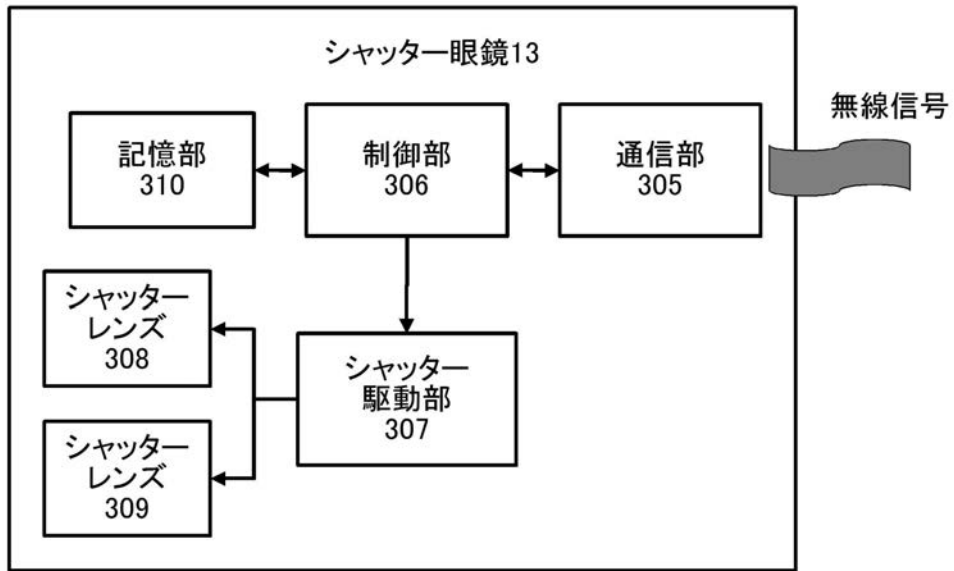 シャッター眼鏡13
無線信号
記憶部
310
制御部
306
通信部
305
シャッター
レンズ
308
シャッター
駆動部
307
シャッター
レンズ
309